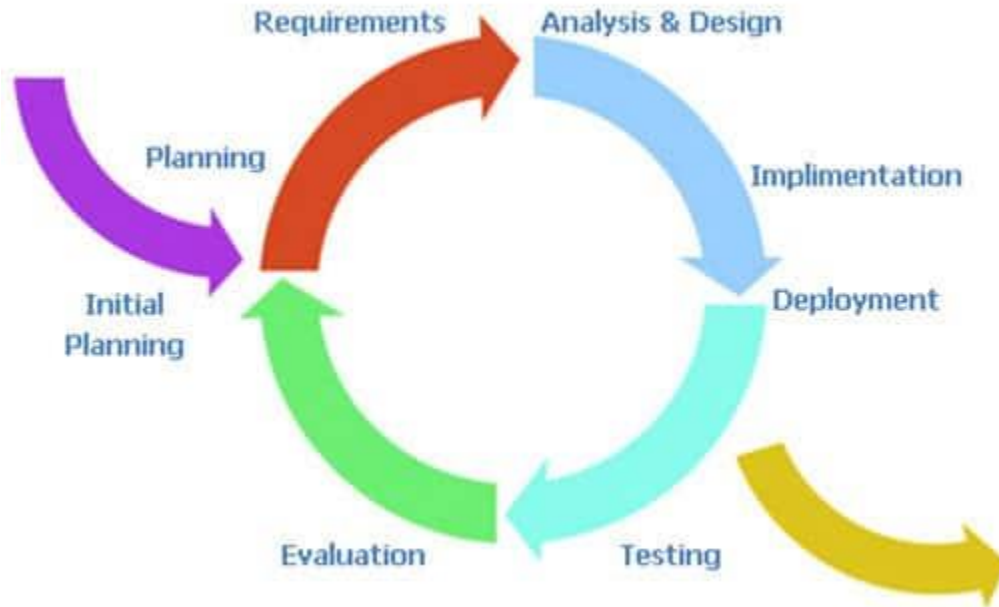 Requirements
Analysis & Design
Planning
Implimentation
Initial
Planning
Deployment
Evaluation
Testing